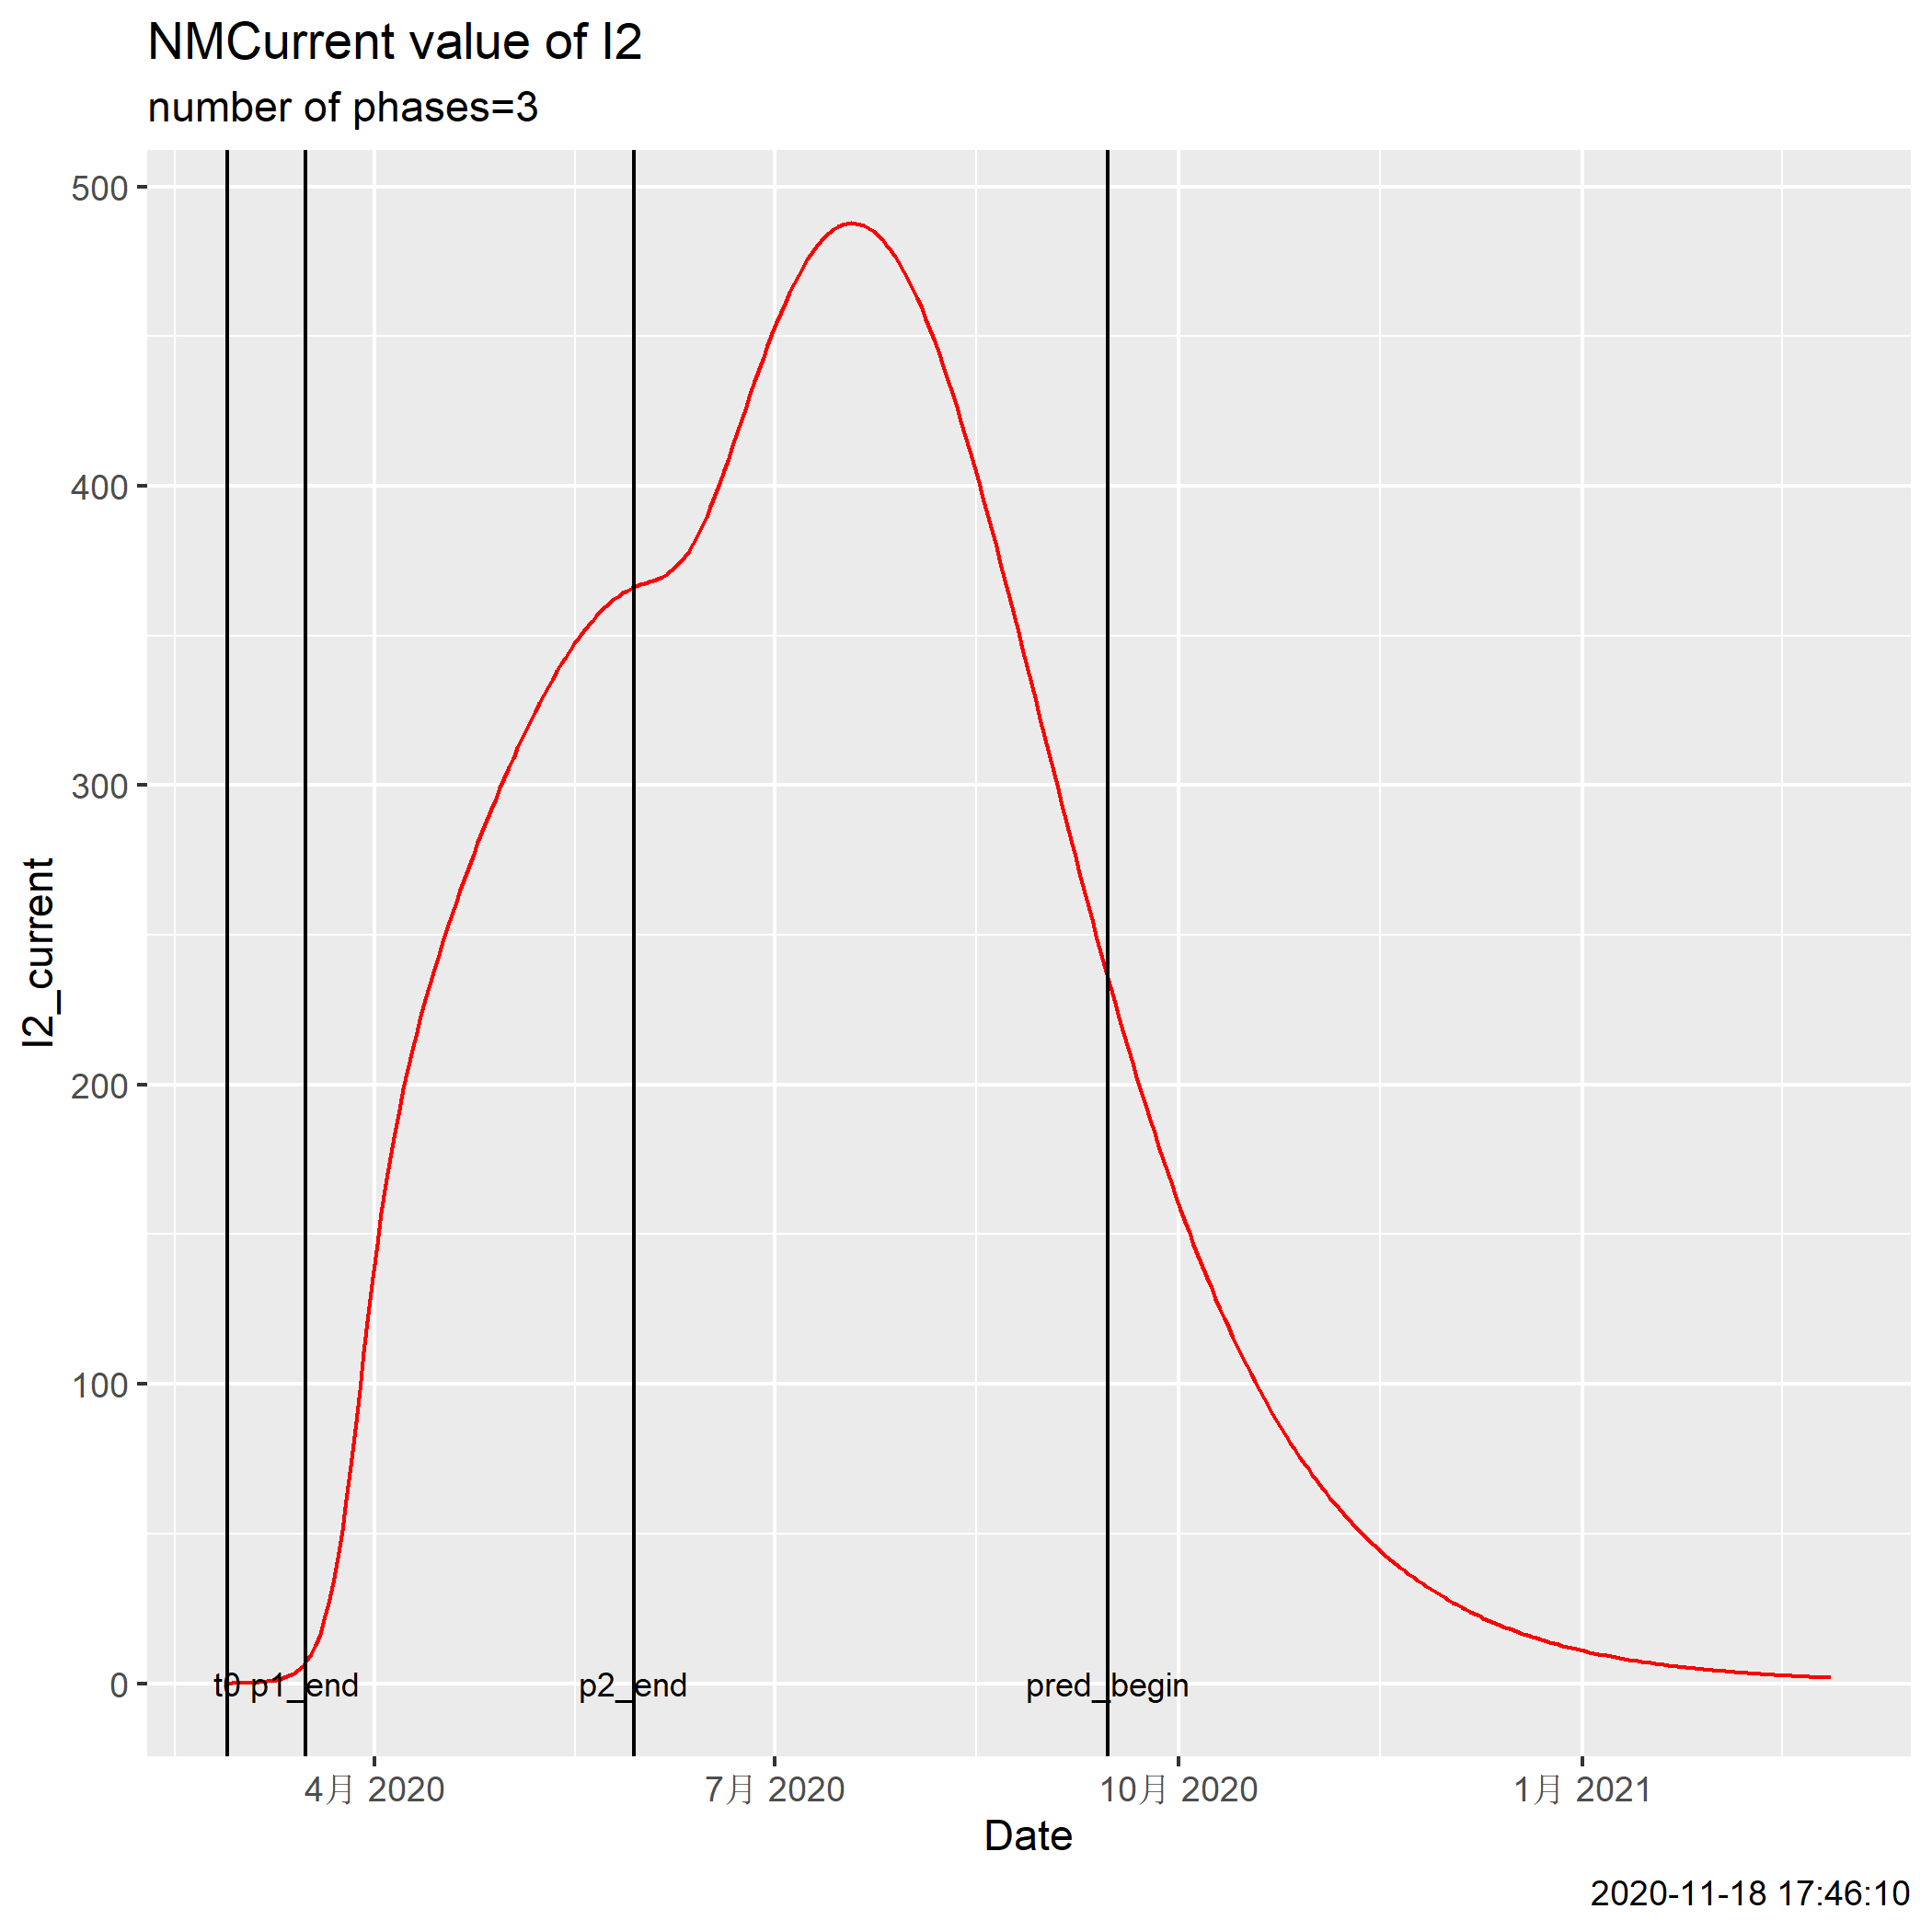 NMCurrent value of I2
number of phases=3
500
400
300
200
100
0
I2_current
t0 p1_end p2_end pred_begin
4月 2020 7月 2020 10月 2020 1月 2021
Date
2020-11-18 17:46:10